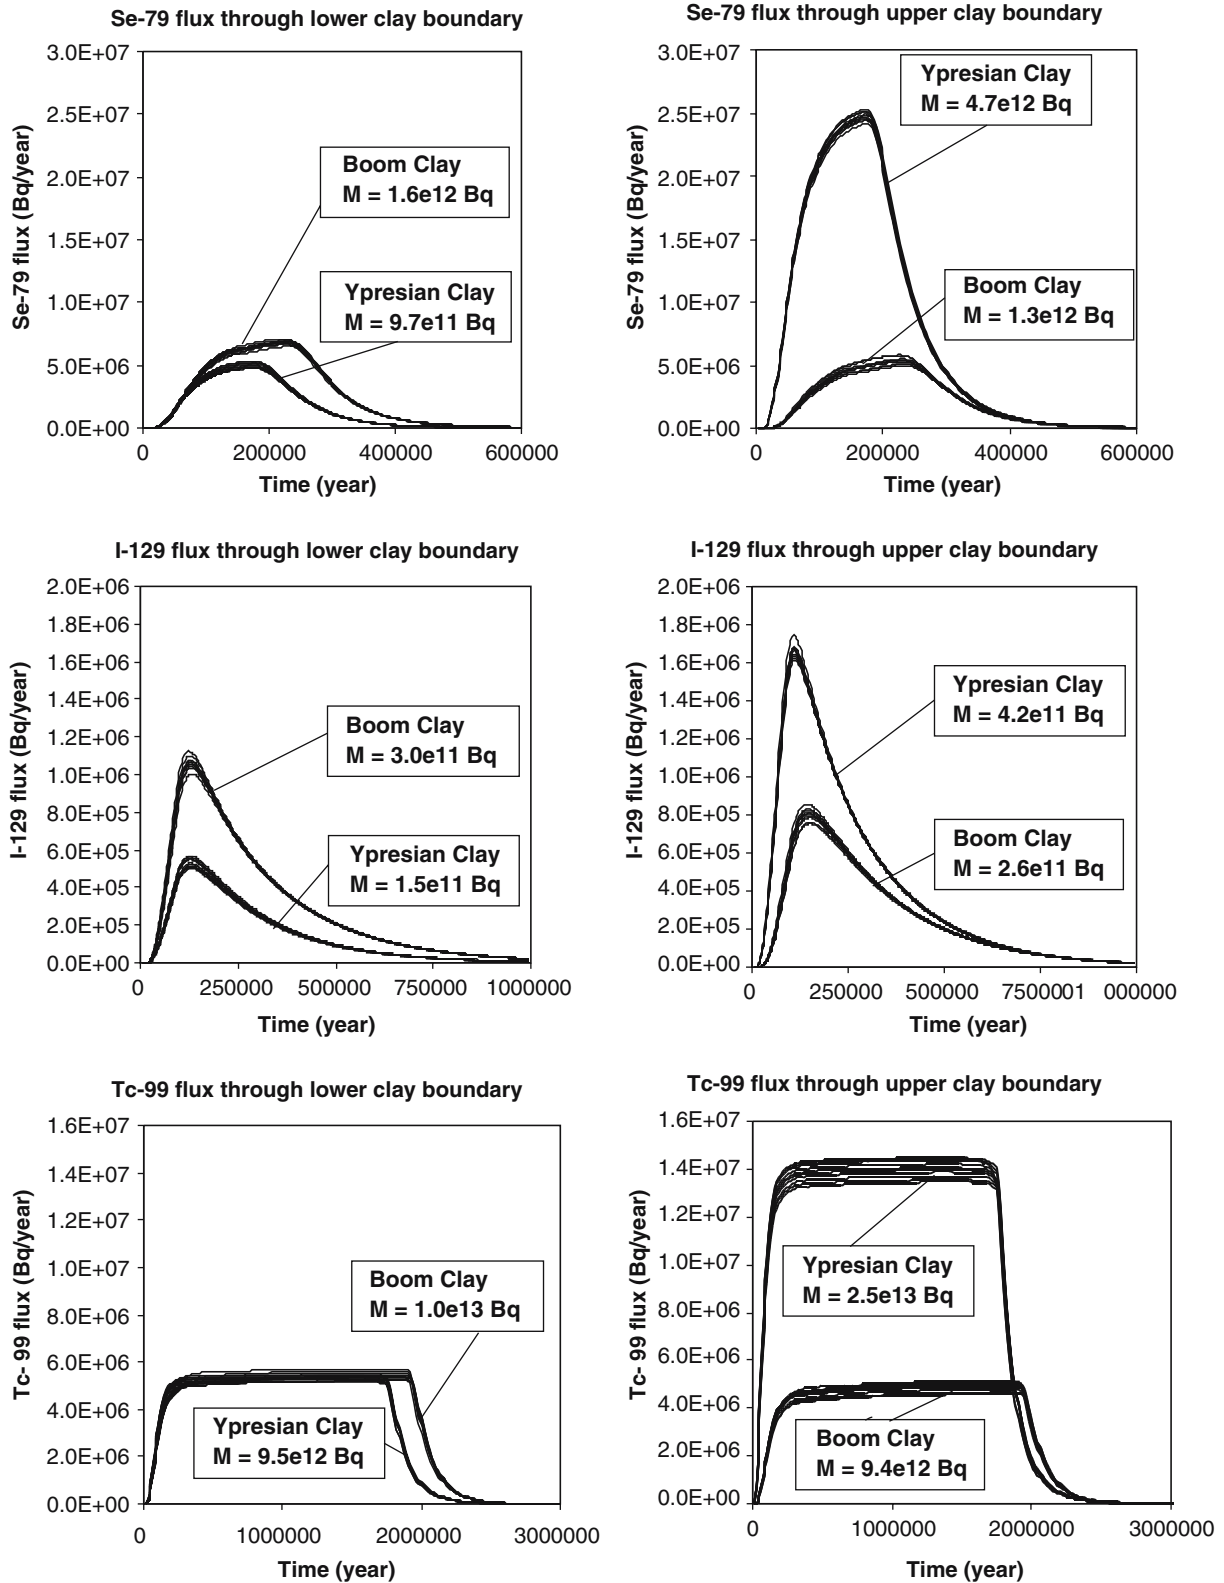 Se-79 flux through lower clay boundary
3.0E+07
2.5E+07
2.0E+07
1.5E+07
1.0E+07
5.0E+06
0.0E+00
Se-79 flux (Bq/year)
Boom Clay
M = 1.6e12 Bq
Ypresian Clay
M = 9.7e11 Bq
0 200000 400000 600000
Time (year)
Se-79 flux through upper clay boundary
3.0E+07
2.5E+07
2.0E+07
1.5E+07
1.0E+07
5.0E+06
0.0E+00
Se-79 flux (Bq/year)
Ypresian Clay
M = 4.7e12 Bq
Boom Clay
M = 1.3e12 Bq
0 200000 400000 600000
Time (year)
I-129 flux through lower clay boundary
2.0E+06
1.8E+06
1.6E+06
1.4E+06
1.2E+06
1.0E+06
8.0E+05
6.0E+05
4.0E+05
2.0E+05
0.0E+00
I-129 flux (Bq/year)
Boom Clay
M = 3.0e11 Bq
Ypresian Clay
M = 1.5e11 Bq
0 250000 500000 750000 1000000
Time (year)
I-129 flux through upper clay boundary
2.0E+06
1.8E+06
1.6E+06
1.4E+06
1.2E+06
1.0E+06
8.0E+05
6.0E+05
4.0E+05
2.0E+05
0.0E+00
I-129 flux (Bq/year)
Ypresian Clay
M = 4.2e11 Bq
Boom Clay
M = 2.6e11 Bq
0 250000 500000 7500001 000000
Time (year)
Tc-99 flux through lower clay boundary
1.6E+07
1.4E+07
1.2E+07
1.0E+07
8.0E+06
6.0E+06
4.0E+06
2.0E+06
0.0E+00
Tc- 99 flux (Bq/year)
Boom Clay
M = 1.0e13 Bq
Ypresian Clay
M = 9.5e12 Bq
0 1000000 2000000 3000000
Time (year)
Tc-99 flux through upper clay boundary
1.6E+07
1.4E+07
1.2E+07
1.0E+07
8.0E+06
6.0E+06
4.0E+06
2.0E+06
0.0E+00
Tc- 99 flux (Bq/year)
Ypresian Clay
M = 2.5e13 Bq
Boom Clay
M = 9.4e12 Bq
0 1000000 2000000 3000000
Time (year)